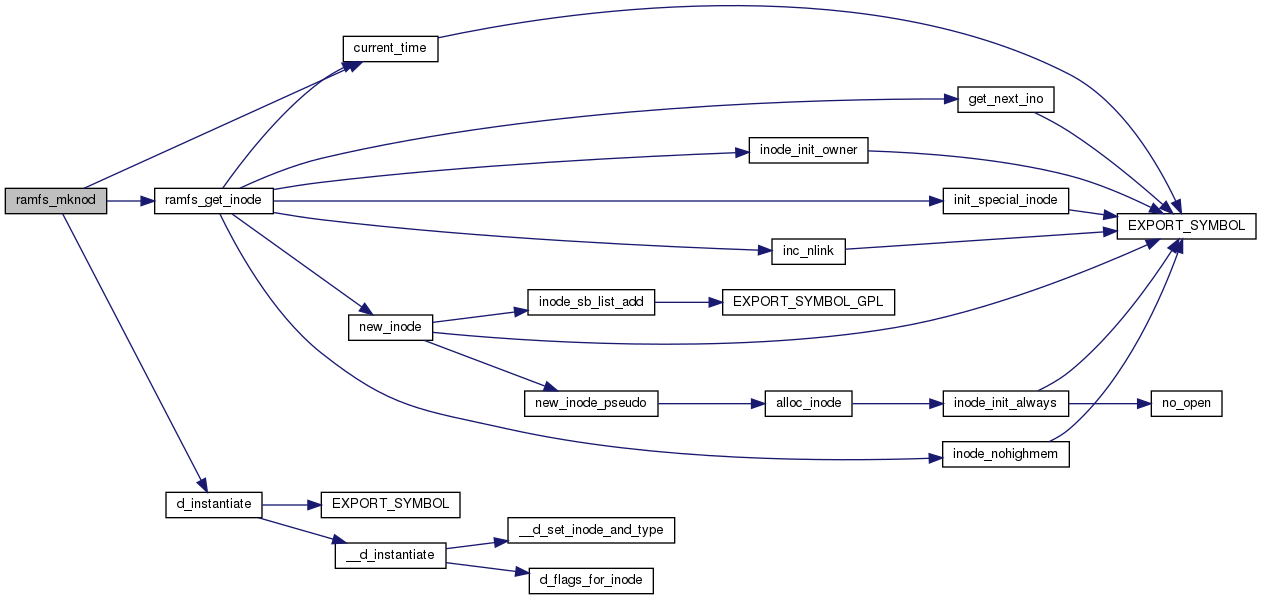 current_time
get_next_ino
inode_init_owner
ramfs_mknod
ramfs_get_inode
init_special_inode
EXPORT_SYMBOL
inc_nlink
inode_sb_list_add
EXPORT_SYMBOL_GPL
new_inode
new_inode_pseudo
alloc_inode
inode_init_always
no_open
inode_nohighmem
d_instantiate
EXPORT_SYMBOL
__d_set_inode_and_type
__d_instantiate
d_flags_for_inode